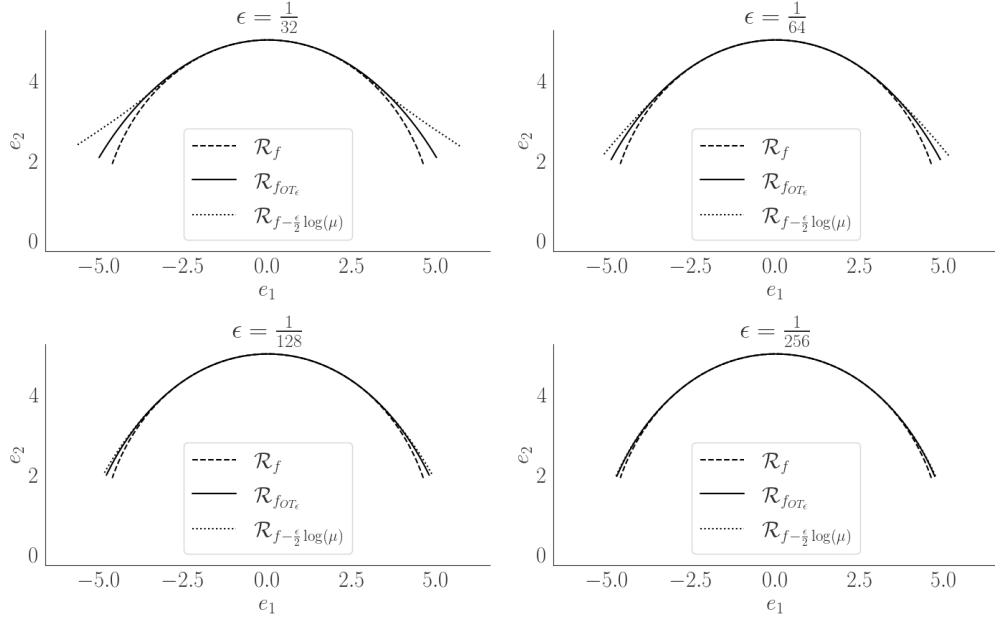 ϵ = 1/32
4
2
0
e₂
R_f
R_{f_{OT_ϵ}}
R_{f−ϵ/2 log(μ)}
−5.0 −2.5 0.0 2.5 5.0
e₁
ϵ = 1/64
4
2
0
e₂
R_f
R_{f_{OT_ϵ}}
R_{f−ϵ/2 log(μ)}
−5.0 −2.5 0.0 2.5 5.0
e₁
ϵ = 1/128
4
2
0
e₂
R_f
R_{f_{OT_ϵ}}
R_{f−ϵ/2 log(μ)}
−5.0 −2.5 0.0 2.5 5.0
e₁
ϵ = 1/256
4
2
0
e₂
R_f
R_{f_{OT_ϵ}}
R_{f−ϵ/2 log(μ)}
−5.0 −2.5 0.0 2.5 5.0
e₁